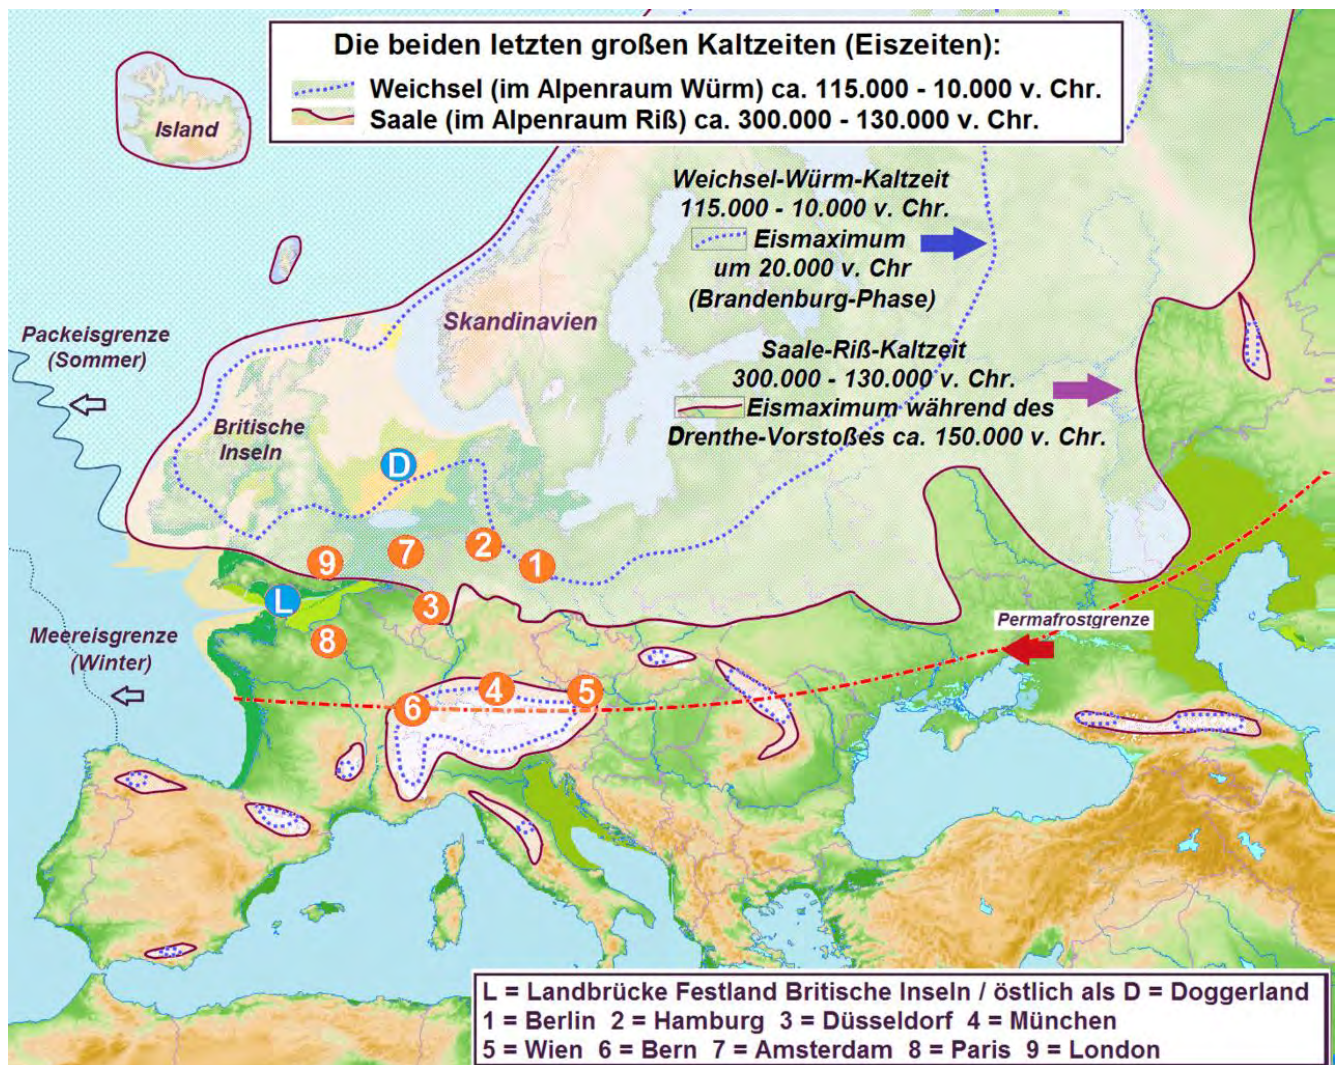 Die beiden letzten großen Kaltzeiten (Eiszeiten):
Weichsel (im Alpenraum Würm) ca. 115.000 - 10.000 v. Chr.
Saale (im Alpenraum Riß) ca. 300.000 - 130.000 v. Chr.
Island
Weichsel-Würm-Kaltzeit
115.000 - 10.000 v. Chr.
Eismaximum
um 20.000 v. Chr
(Brandenburg-Phase)
Skandinavien
Packeisgrenze
(Sommer)
Saale-Riß-Kaltzeit
300.000 - 130.000 v. Chr.
Eismaximum während des
Drenthe-Vorstoßes ca. 150.000 v. Chr.
Britische
Inseln
D
2
7
9
1
L
3
8
Meereisgrenze
(Winter)
Permafrostgrenze
4
5
6
L = Landbrücke Festland Britische Inseln / östlich als D = Doggerland
1 = Berlin 2 = Hamburg 3 = Düsseldorf 4 = München
5 = Wien 6 = Bern 7 = Amsterdam 8 = Paris 9 = London